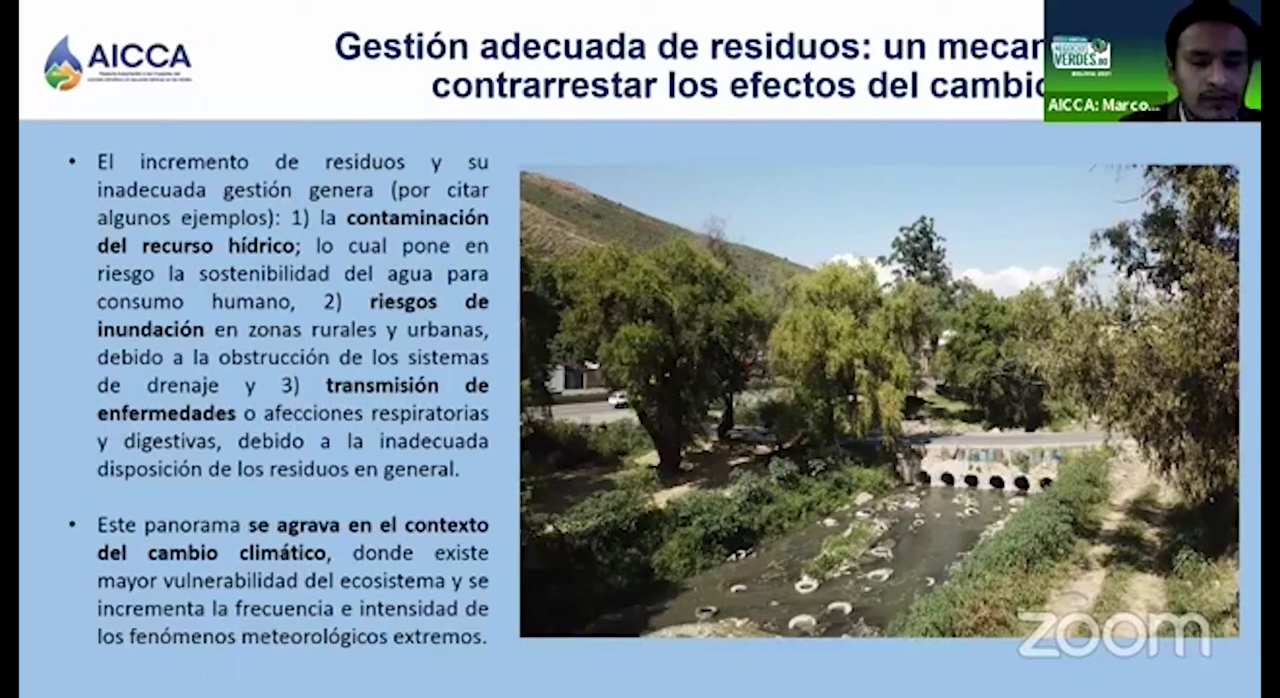 AICCA
Gestión adecuada de residuos: un mecan
contrarrestar los efectos del cambio
NEGOCIOS
VERDES.BO
BOLIVIA 2021
AICCA: Marco...
• El incremento de residuos y su
inadecuada gestión genera (por citar
algunos ejemplos): 1) la contaminación
del recurso hídrico; lo cual pone en
riesgo la sostenibilidad del agua para
consumo humano, 2) riesgos de
inundación en zonas rurales y urbanas,
debido a la obstrucción de los sistemas
de drenaje y 3) transmisión de
enfermedades o afecciones respiratorias
y digestivas, debido a la inadecuada
disposición de los residuos en general.
• Este panorama se agrava en el contexto
del cambio climático, donde existe
mayor vulnerabilidad del ecosistema y se
incrementa la frecuencia e intensidad de
los fenómenos meteorológicos extremos.
zoom